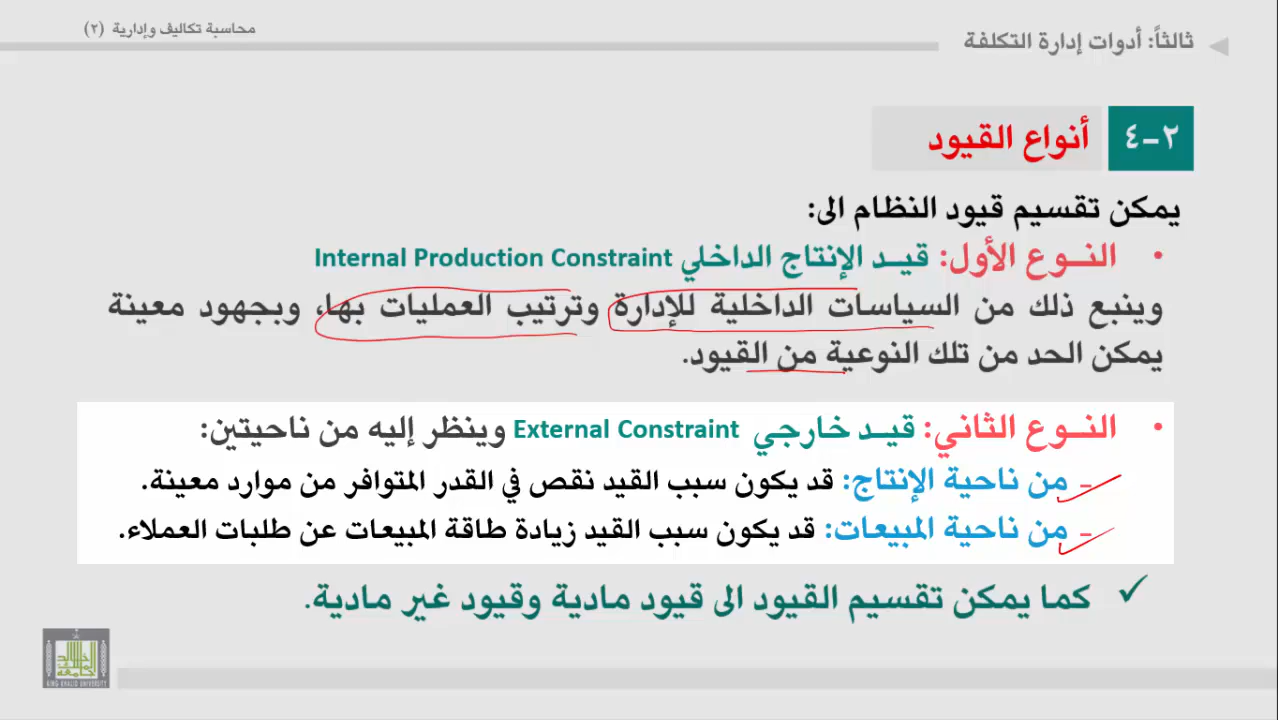 ثالثاً: أدوات إدارة التكلفة
محاسبة تكاليف وإدارية (٢)
٢-٤ أنواع القيود
يمكن تقسيم قيود النظام الى:
• النــوع الأول: قيــد الإنتاج الداخلي Internal Production Constraint
وينبع ذلك من السياسات الداخلية للإدارة وترتيب العمليات بها، وبجهود معينة
يمكن الحد من تلك النوعية من القيود.
• النــوع الثاني: قيــد خارجي External Constraint وينظر إليه من ناحيتين:
- من ناحية الإنتاج: قد يكون سبب القيد نقص في القدر المتوافر من موارد معينة.
- من ناحية المبيعات: قد يكون سبب القيد زيادة طاقة المبيعات عن طلبات العملاء.
✓ كما يمكن تقسيم القيود الى قيود مادية وقيود غير مادية.
KING KHALID UNIVERSITY